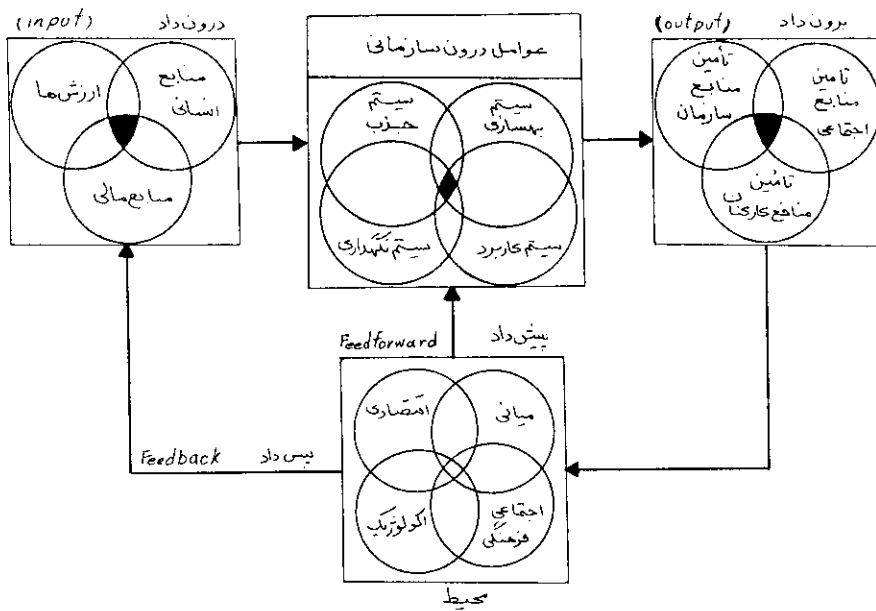 (input) درون داد
ارزش‌ها
منابع
انسانی
منابع مالی
عوامل درون سازمانی
سیستم
جذب
سیستم
بهسازی
سیستم نگهداری
سیستم کاربرد
(output) برون داد
تأمین
منابع
سازمان
تامین
منابع
اجتماعی
تأمین
منافع کارکنان
Feedforward پیش داد
اقتصادی
میانی
اکولوژیک
اجتماعی
فرهنگی
محیط
Feedback پس داد